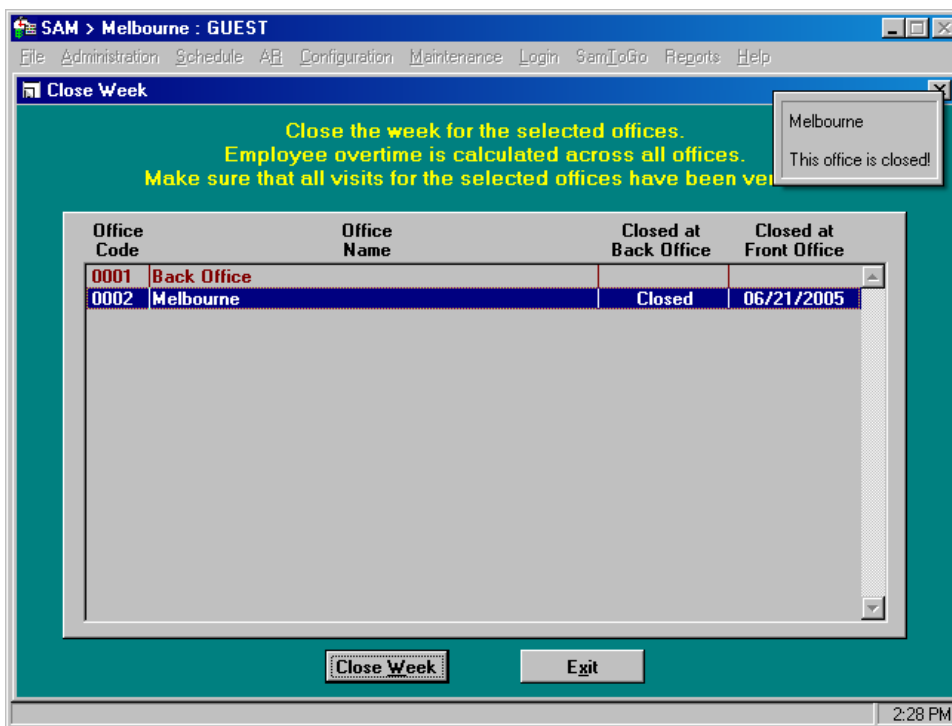 SAM > Melbourne : GUEST
File Administration Schedule AR Configuration Maintenance Login SamToGo Reports Help
Close Week
Melbourne
This office is closed!
Close the week for the selected offices.
Employee overtime is calculated across all offices.
Make sure that all visits for the selected offices have been
Office Code Office Name Closed at Back Office Closed at Front Office
0001 Back Office
0002 Melbourne Closed 06/21/2005
Close Week Exit
2:28 PM